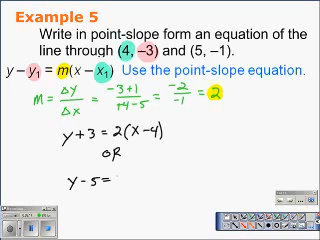 Example 5
Write in point-slope form an equation of the
line through (4, –3) and (5, –1).
y – y₁ = m(x – x₁) Use the point-slope equation.
m = Δy/Δx = -3+1/+4-5 = -2/-1 = 2
y + 3 = 2(x-4)
OR
y - 5 =